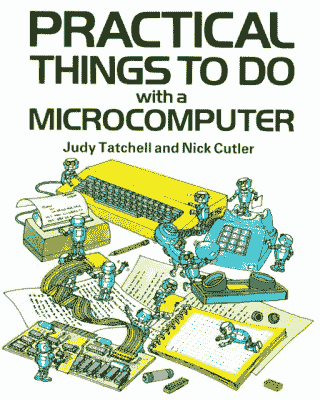 PRACTICAL
THINGS TO DO
with a
MICROCOMPUTER
Judy Tatchell and Nick Cutler